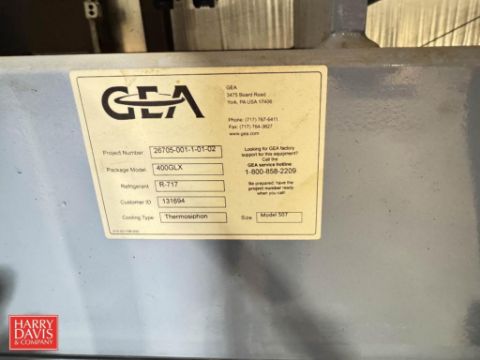 GEA
GEA
3475 Board Road
York, PA USA 17406
Phone: (717) 767-6411
Fax: (717) 764-3627
www.gea.com
Project Number: 26705-001-1-01-02
Package Model: 400GLX
Refrigerant R-717
Customer ID 131694
Cooling Type Thermosiphon
Looking for GEA factory
support for this equipment?
Call the
GEA service hotline
1-800-858-2209
Be prepared: have the
project number ready
when you call!
Size: Model 557
HARRY
DAVIS
& COMPANY